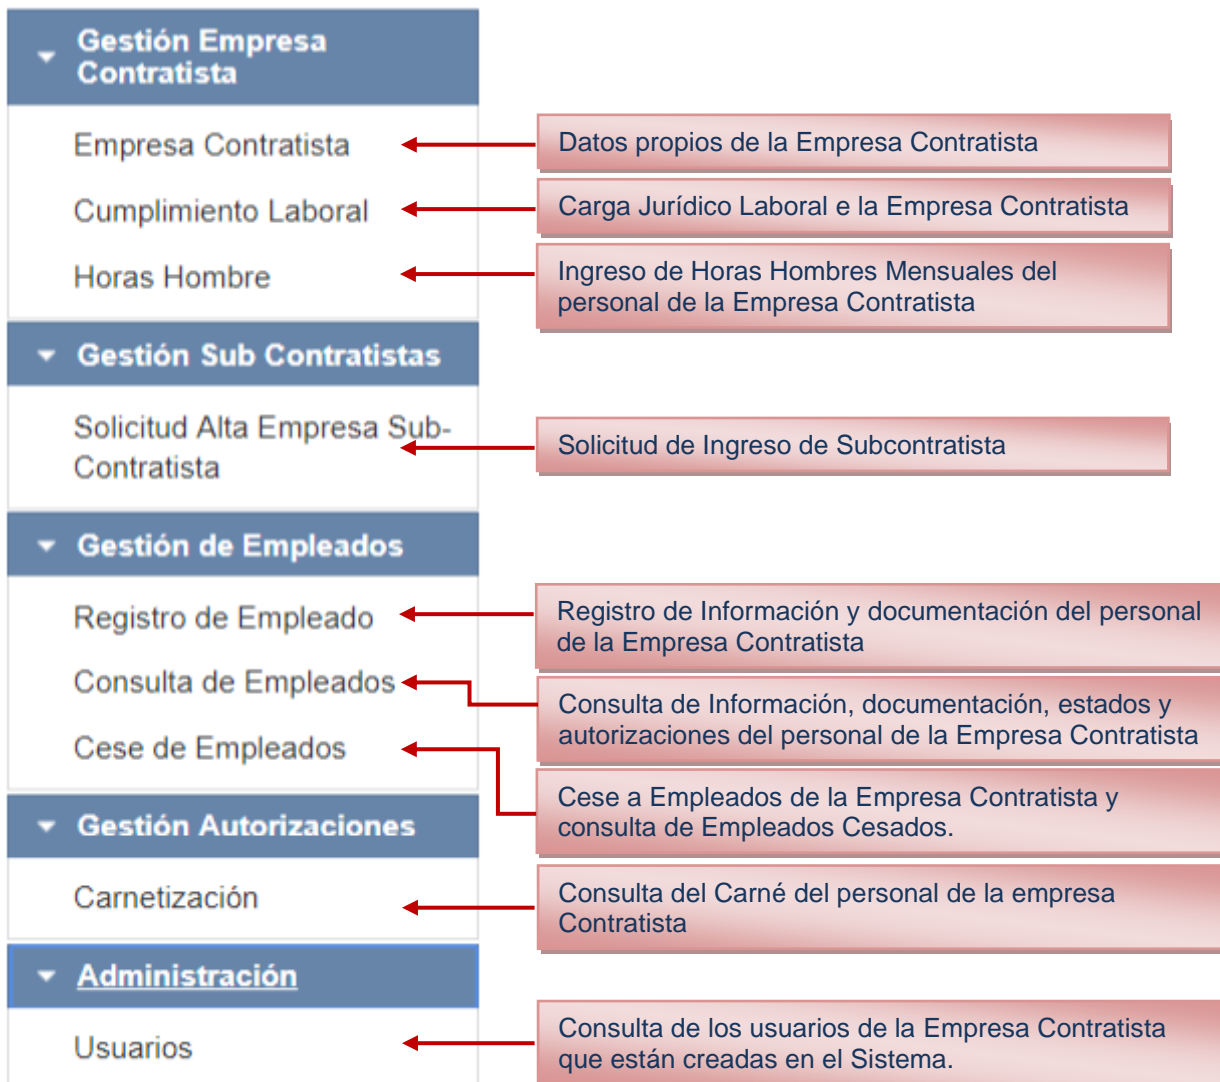 Gestión Empresa
Contratista
Empresa Contratista
Datos propios de la Empresa Contratista
Cumplimiento Laboral
Carga Jurídico Laboral e la Empresa Contratista
Horas Hombre
Ingreso de Horas Hombres Mensuales del
personal de la Empresa Contratista
Gestión Sub Contratistas
Solicitud Alta Empresa Sub-
Contratista
Solicitud de Ingreso de Subcontratista
Gestión de Empleados
Registro de Empleado
Registro de Información y documentación del personal
de la Empresa Contratista
Consulta de Empleados
Consulta de Información, documentación, estados y
autorizaciones del personal de la Empresa Contratista
Cese de Empleados
Cese a Empleados de la Empresa Contratista y
consulta de Empleados Cesados.
Gestión Autorizaciones
Carnetización
Consulta del Carné del personal de la empresa
Contratista
Administración
Usuarios
Consulta de los usuarios de la Empresa Contratista
que están creadas en el Sistema.